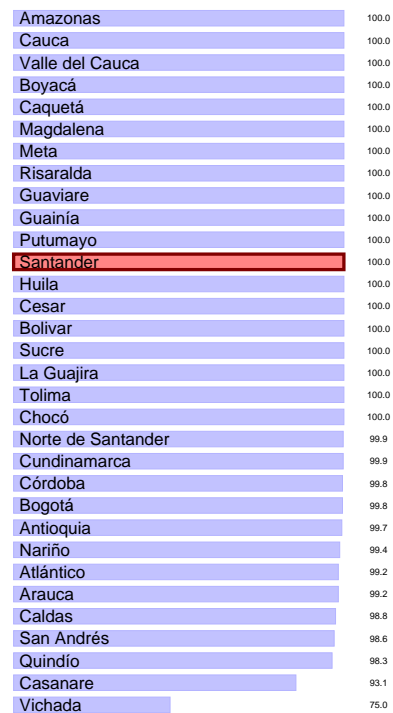 Amazonas 100.0
Cauca 100.0
Valle del Cauca 100.0
Boyacá 100.0
Caquetá 100.0
Magdalena 100.0
Meta 100.0
Risaralda 100.0
Guaviare 100.0
Guainía 100.0
Putumayo 100.0
Santander 100.0
Huila 100.0
Cesar 100.0
Bolivar 100.0
Sucre 100.0
La Guajira 100.0
Tolima 100.0
Chocó 100.0
Norte de Santander 99.9
Cundinamarca 99.9
Córdoba 99.8
Bogotá 99.8
Antioquia 99.7
Nariño 99.4
Atlántico 99.2
Arauca 99.2
Caldas 98.8
San Andrés 98.6
Quindío 98.3
Casanare 93.1
Vichada 75.0